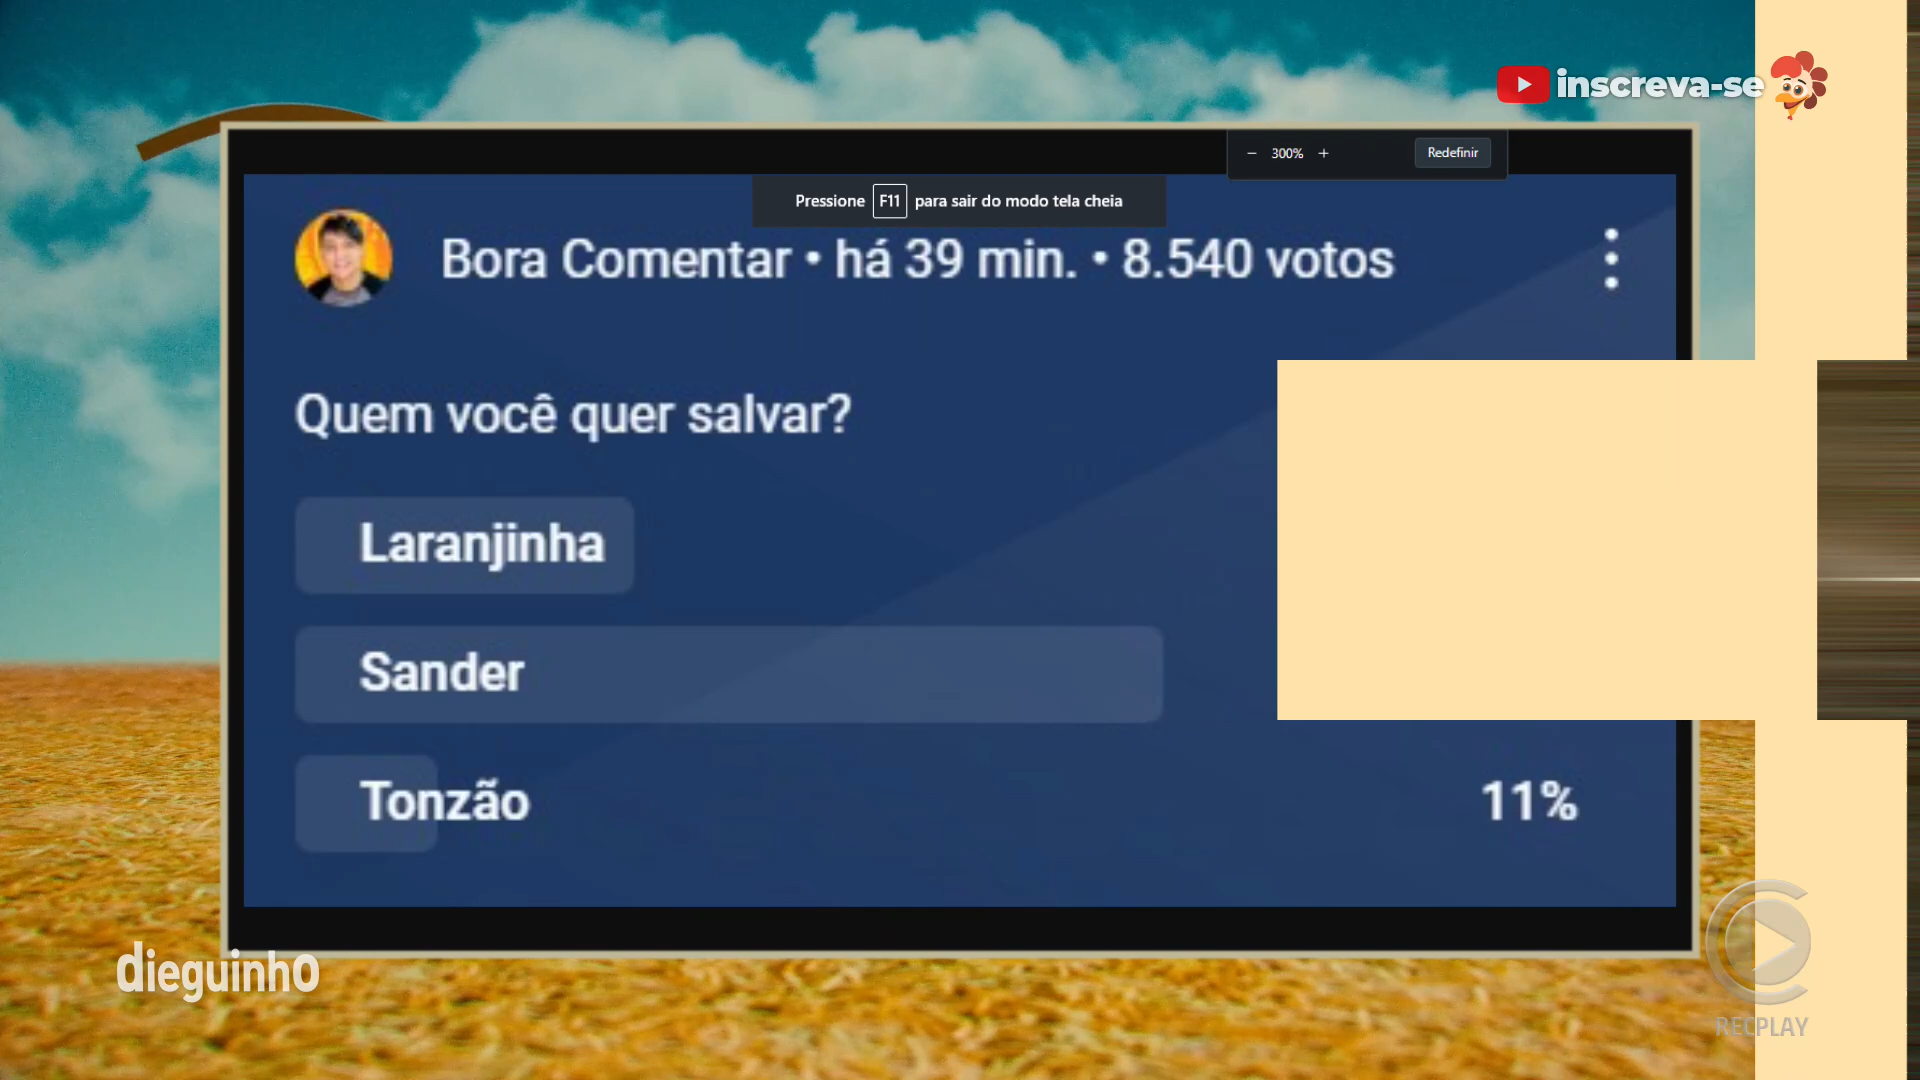 inscreva-se
− 300% + Redefinir
Pressione F11 para sair do modo tela cheia
Bora Comentar • há 39 min. • 8.540 votos
Quem você quer salvar?
Laranjinha
Sander
Tonzão 11%
dieguinho
RECPLAY